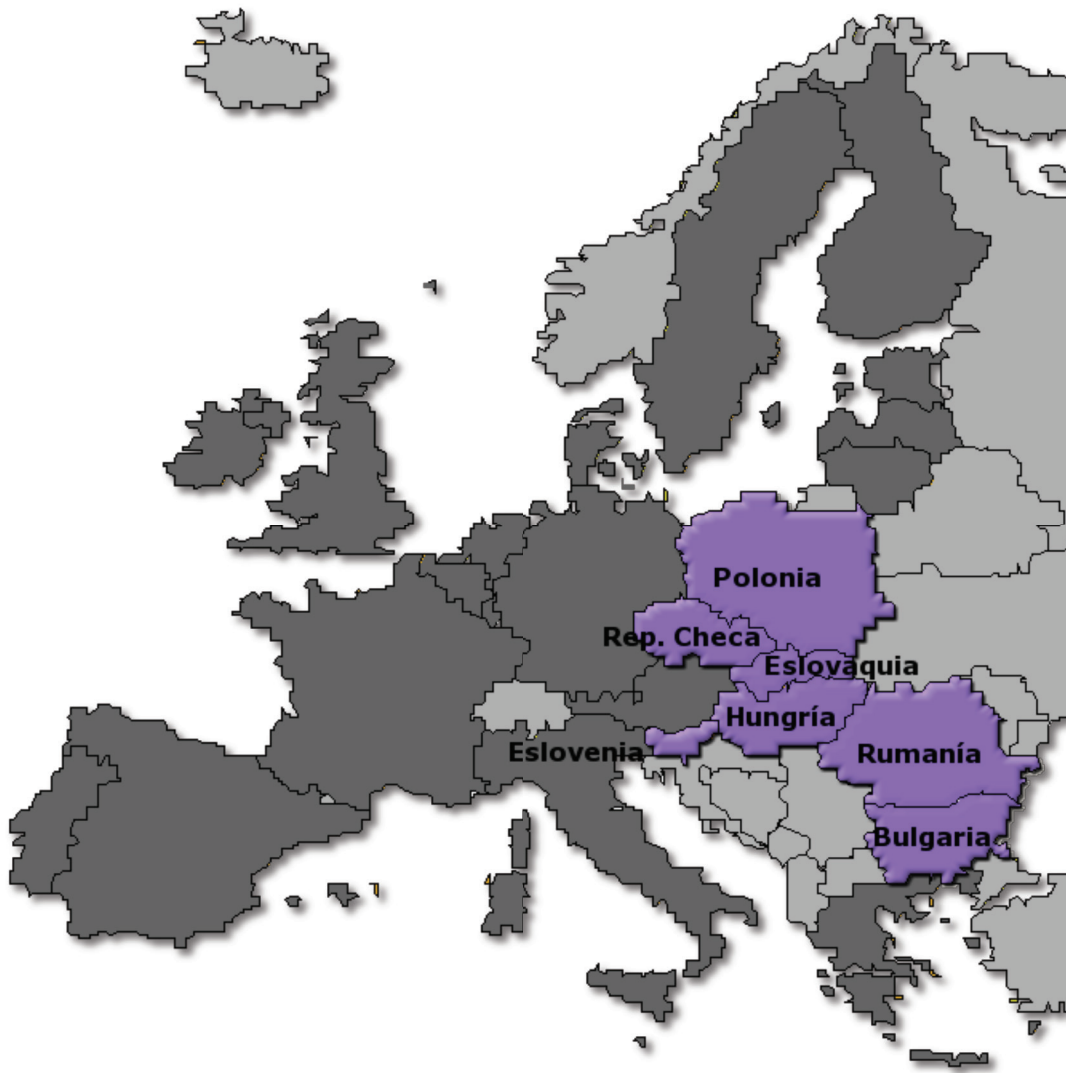 Polonia
Rep. Checa
Eslovaquia
Hungría
Eslovenia
Rumanía
Bulgaria